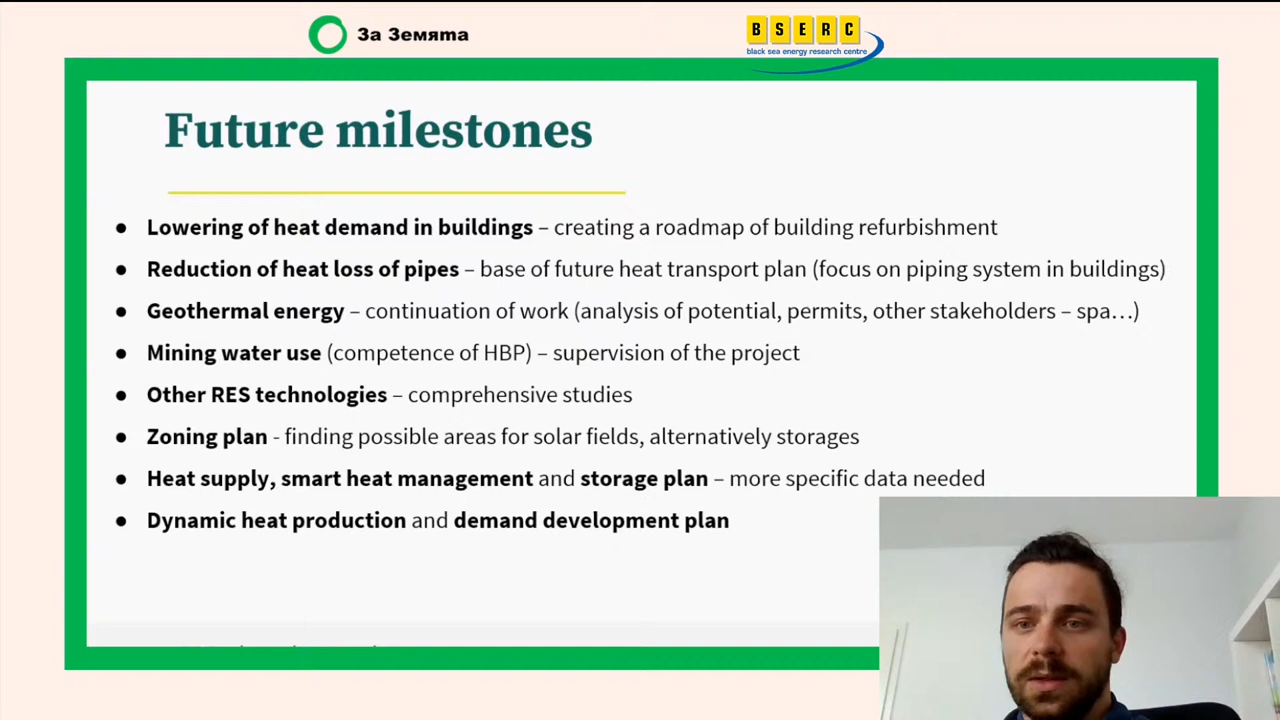 За Земята
BSERC
black sea energy research centre
Future milestones
● Lowering of heat demand in buildings – creating a roadmap of building refurbishment
● Reduction of heat loss of pipes – base of future heat transport plan (focus on piping system in buildings)
● Geothermal energy – continuation of work (analysis of potential, permits, other stakeholders – spa…)
● Mining water use (competence of HBP) – supervision of the project
● Other RES technologies – comprehensive studies
● Zoning plan - finding possible areas for solar fields, alternatively storages
● Heat supply, smart heat management and storage plan – more specific data needed
● Dynamic heat production and demand development plan